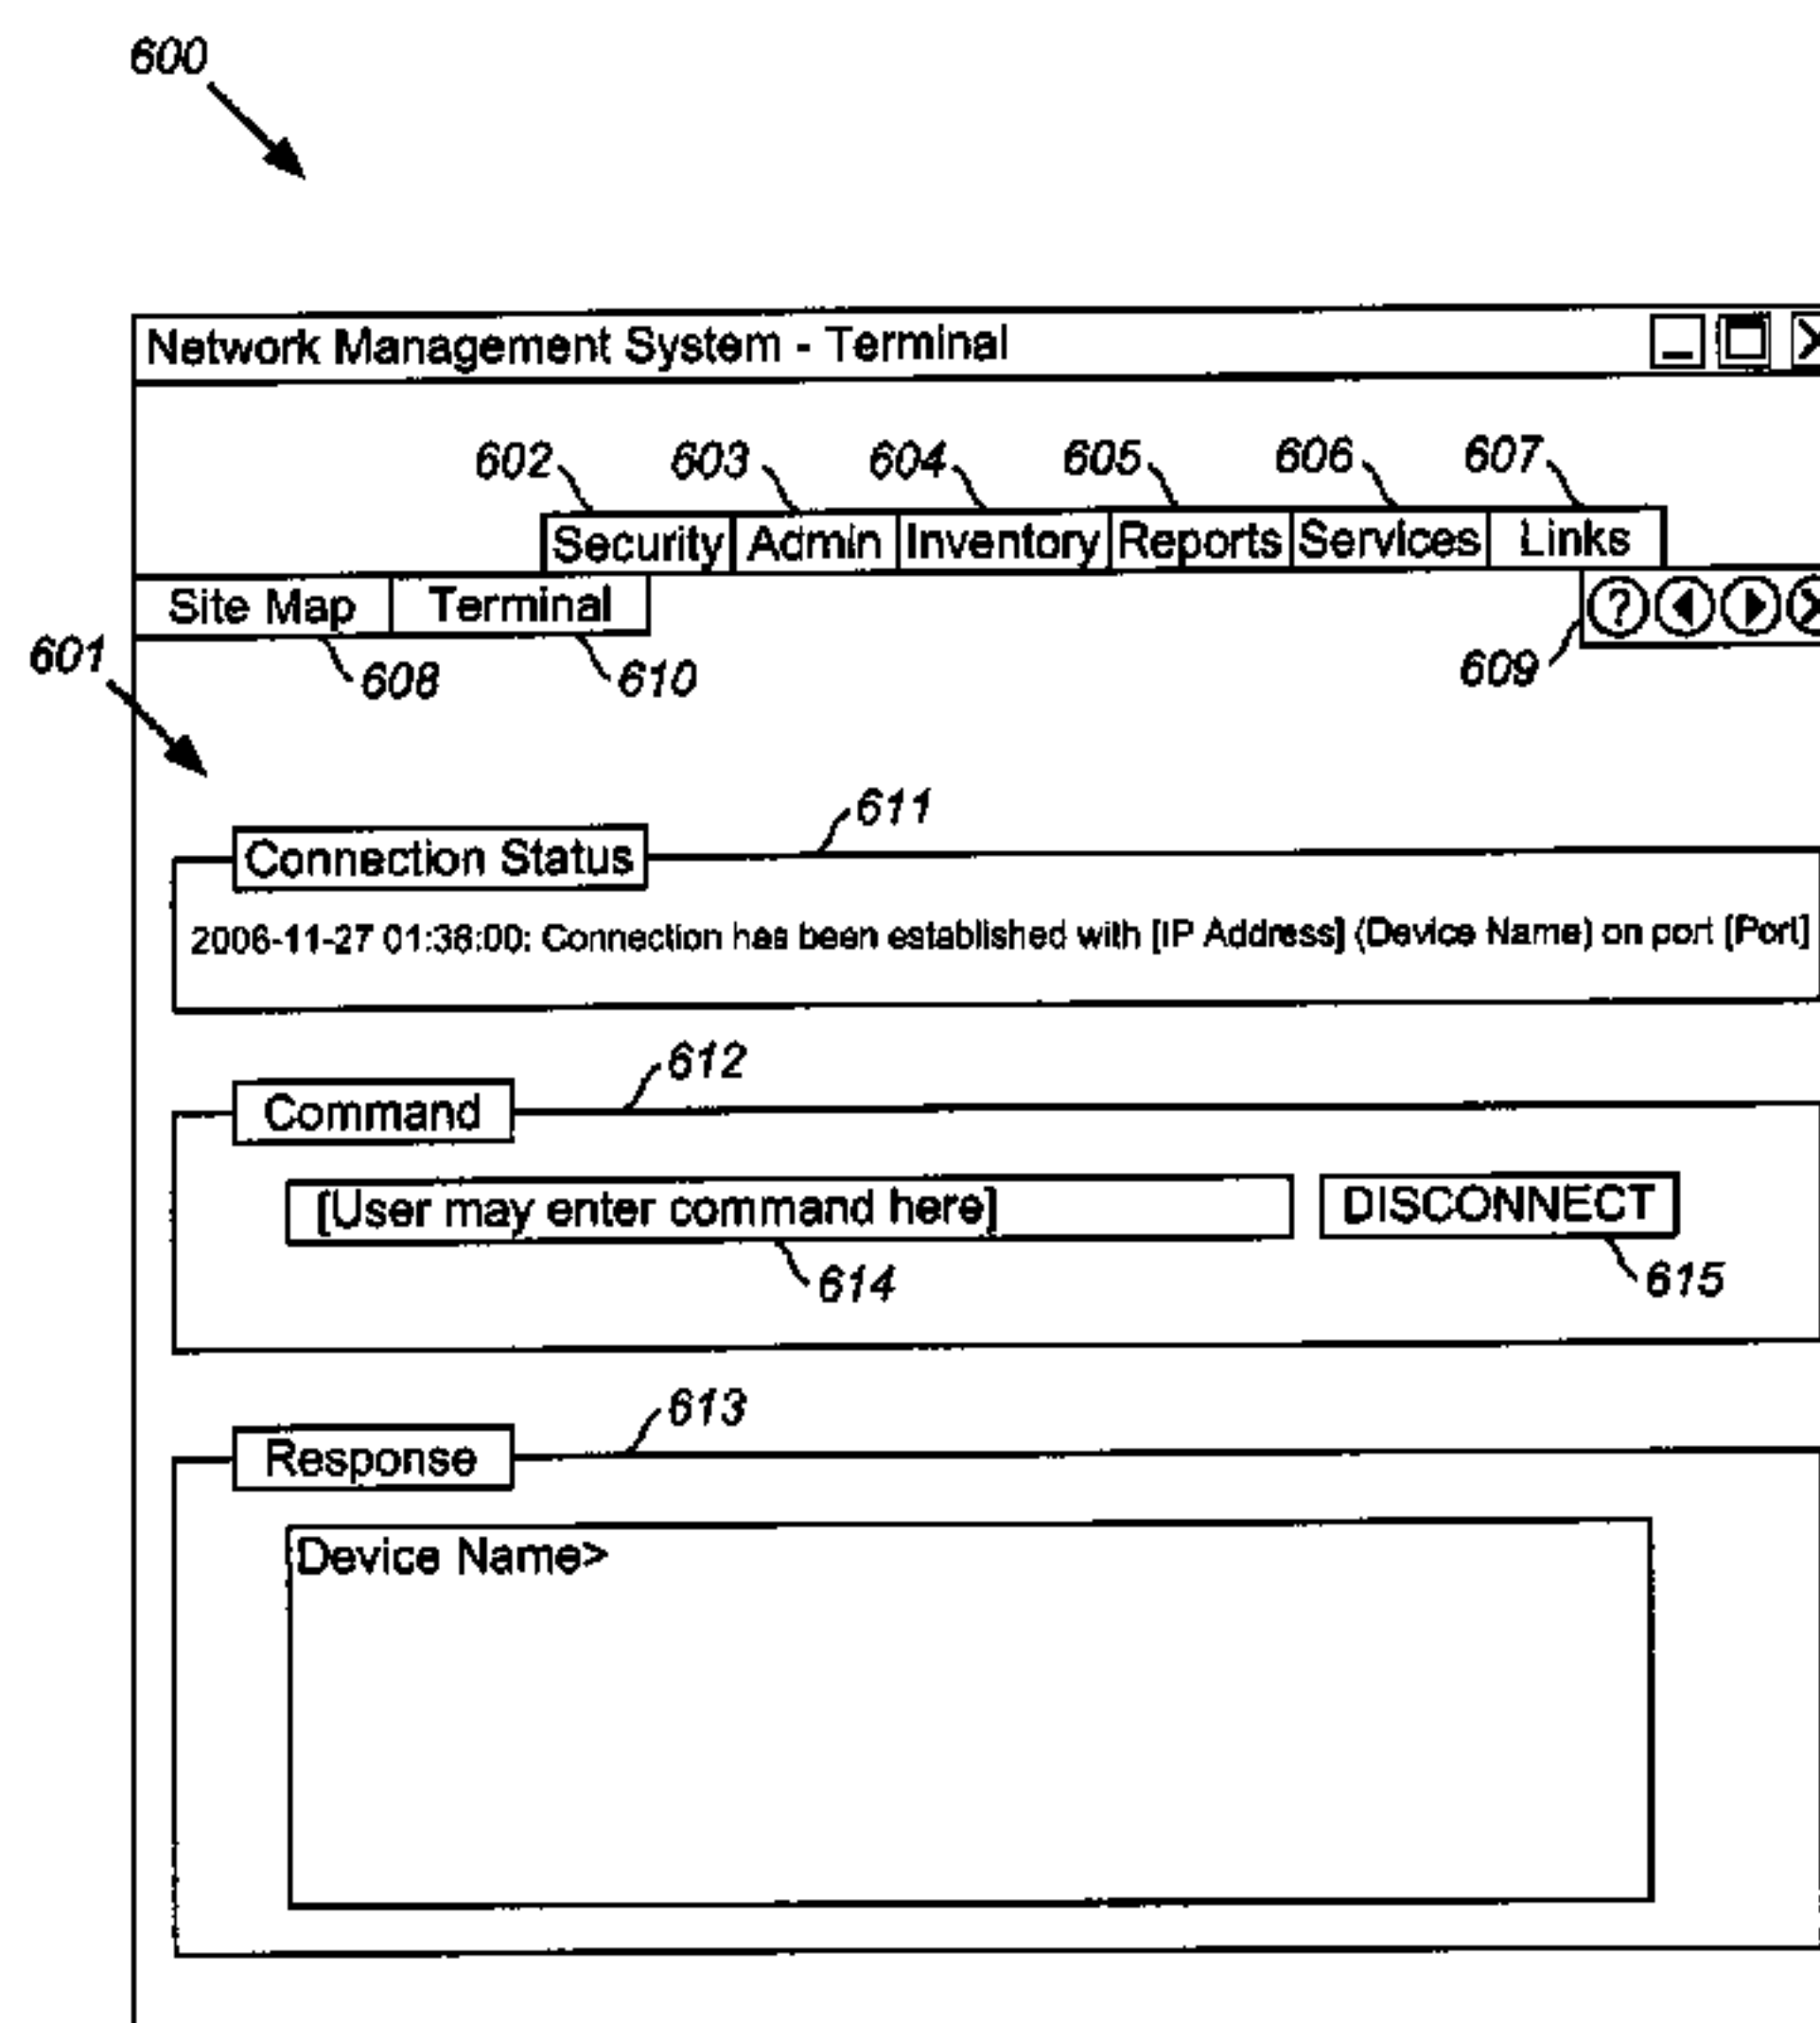 600
Network Management System - Terminal
602 603 604 605 606 607
Security Admin Inventory Reports Services Links
Site Map Terminal ?
601 608 610 609
611
Connection Status
2006-11-27 01:36:00: Connection has been established with [IP Address] (Device Name) on port [Port]
612
Command
[User may enter command here] DISCONNECT
614 615
613
Response
Device Name>